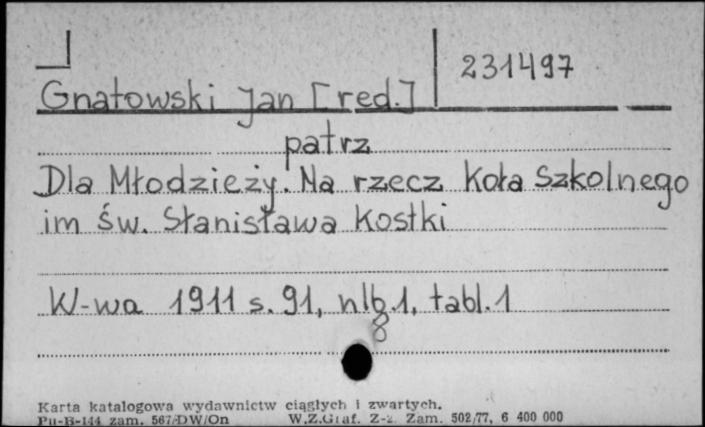 231497
Gnatowski Jan [red.]
patrz
Dla Młodzieży. Na rzecz Koła Szkolnego
im św. Stanisława Kostki
W-wa 1911 s. 91, nlb.1, tabl.1
8
Karta katalogowa wydawnictw ciągłych i zwartych.
Pu-B-144 zam. 567/DW/On W.Z.Graf. Z-2. Zam. 502/77, 6 400 000